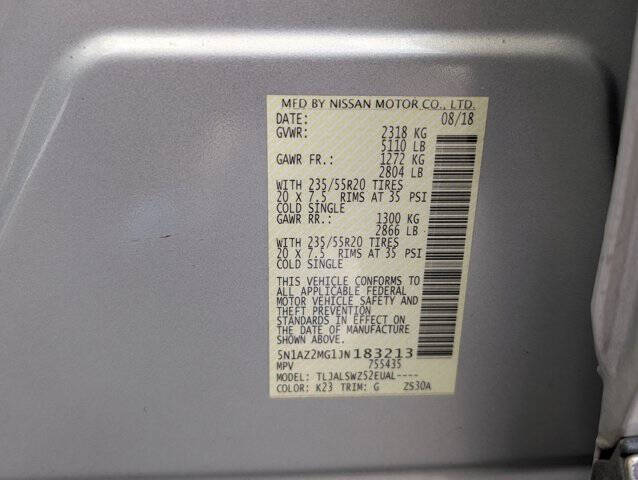 MFD BY NISSAN MOTOR CO., LTD.
DATE: 08/18
GVWR: 2318 KG
5110 LB
GAWR FR.: 1272 KG
2804 LB
WITH 235/55R20 TIRES
20 X 7.5 RIMS AT 35 PSI
COLD SINGLE
GAWR RR.: 1300 KG
2866 LB
WITH 235/55R20 TIRES
20 X 7.5 RIMS AT 35 PSI
COLD SINGLE
THIS VEHICLE CONFORMS TO
ALL APPLICABLE FEDERAL
MOTOR VEHICLE SAFETY AND
THEFT PREVENTION
STANDARDS IN EFFECT ON
THE DATE OF MANUFACTURE
SHOWN ABOVE.
5N1AZ2MG1JN183213
MPV 755435
MODEL: TLJALSWZ52EUAL----
COLOR: K23 TRIM: G ZS30A